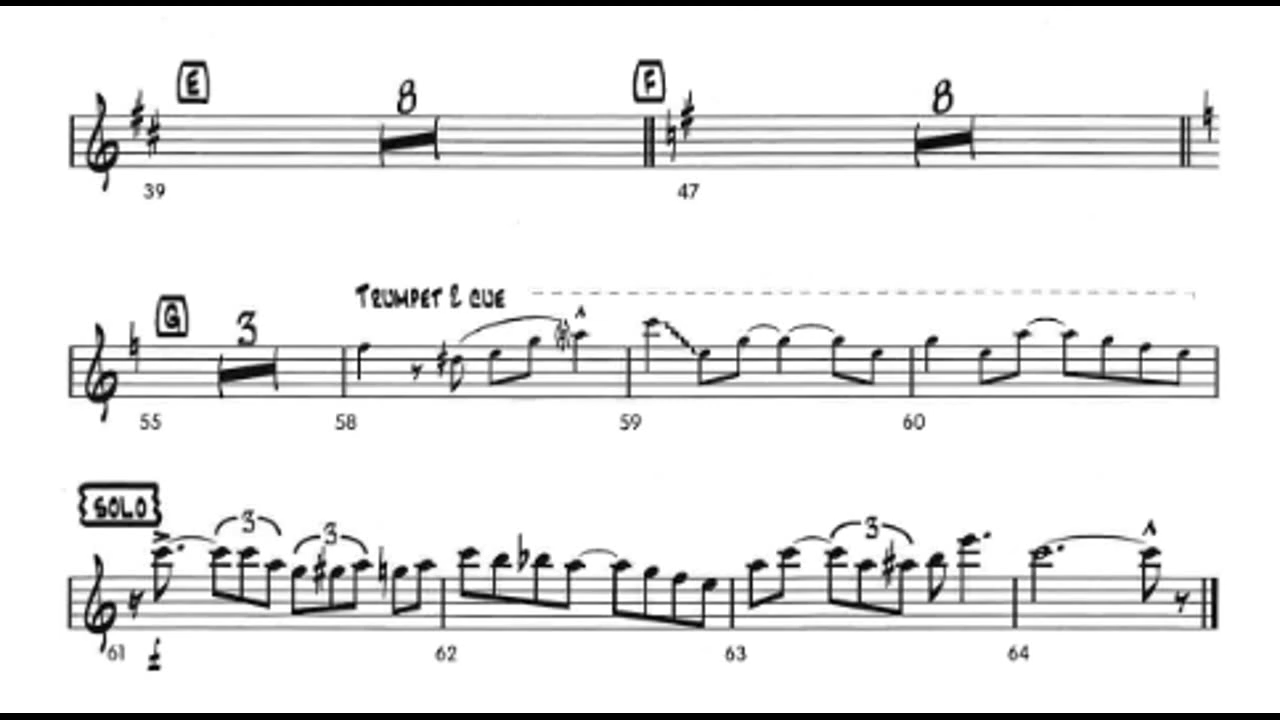 E 8 F 8
39 47
TRUMPET 2 CUE
G 3
55 58 59 60
SOLO
3 3 3
f
61 62 63 64